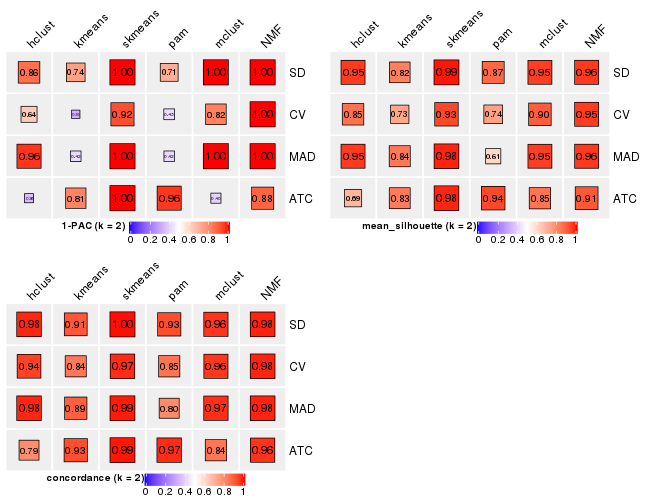 hclust kmeans skmeans pam mclust NMF
0.86 0.74 1.00 0.71 1.00 1.00 SD
0.64 0.92 0.82 1.00 CV
0.96 1.00 1.00 1.00 MAD
0.81 1.00 0.96 0.88 ATC
1-PAC (k = 2)
0 0.2 0.4 0.6 0.8 1
hclust kmeans skmeans pam mclust NMF
0.95 0.82 0.99 0.87 0.95 0.96 SD
0.85 0.73 0.93 0.74 0.90 0.95 CV
0.95 0.84 0.98 0.61 0.95 0.96 MAD
0.69 0.83 0.98 0.94 0.85 0.91 ATC
mean_silhouette (k = 2)
0 0.2 0.4 0.6 0.8 1
hclust kmeans skmeans pam mclust NMF
0.98 0.91 1.00 0.93 0.96 0.98 SD
0.94 0.84 0.97 0.85 0.96 0.98 CV
0.98 0.89 0.99 0.80 0.97 0.98 MAD
0.79 0.93 0.99 0.97 0.84 0.96 ATC
concordance (k = 2)
0 0.2 0.4 0.6 0.8 1